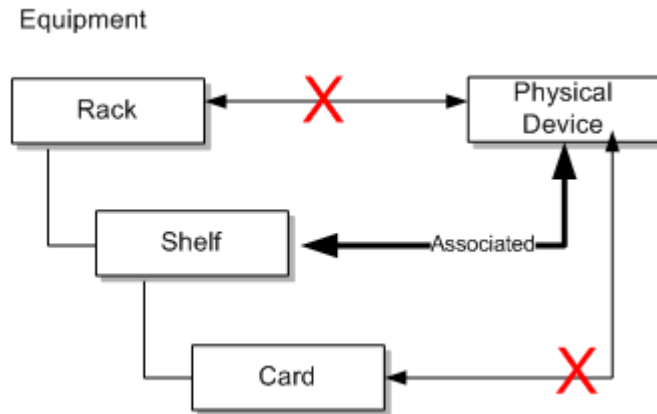 Equipment
Rack
Physical
Device
Shelf
Associated
Card